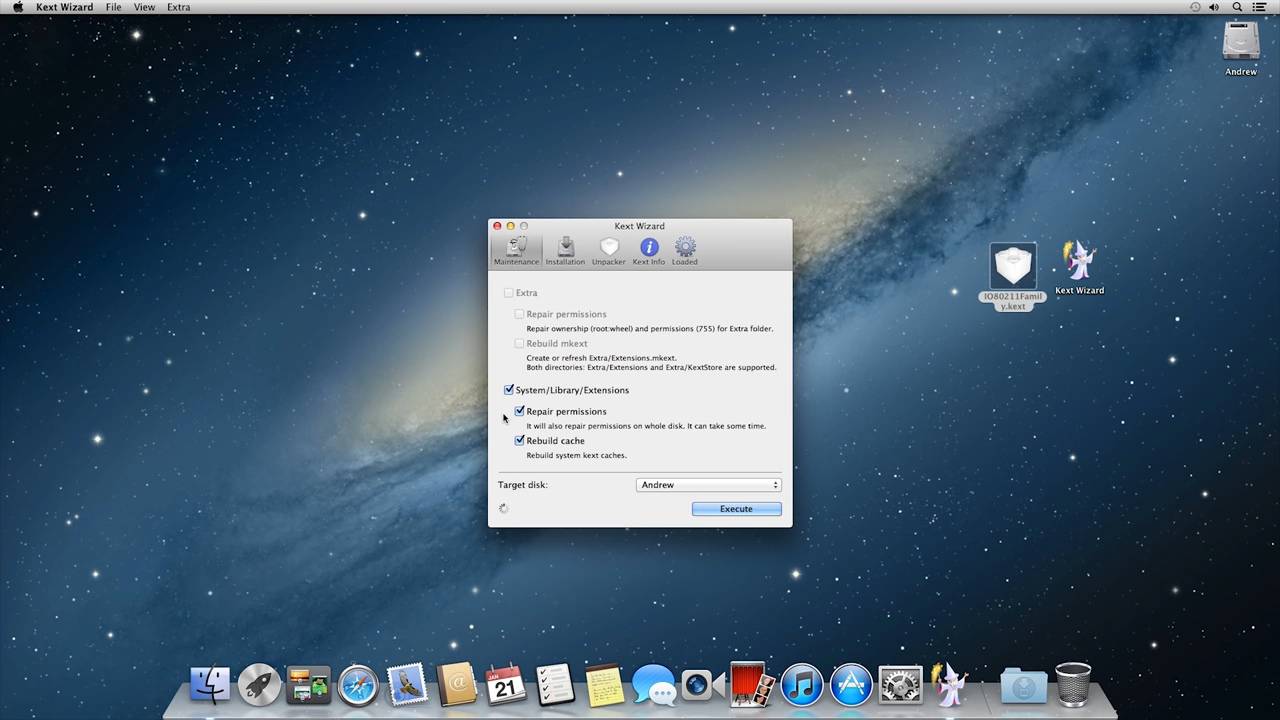 Kext Wizard File View Extra
Andrew
Kext Wizard
Maintenance Installation Unpacker Kext Info Loaded
Extra
Repair permissions
Repair ownership (root:wheel) and permissions (755) for Extra folder.
Rebuild mkext
Create or refresh Extra/Extensions.mkext.
Both directories: Extra/Extensions and Extra/KextStore are supported.
System/Library/Extensions
Repair permissions
It will also repair permissions on whole disk. It can take some time.
Rebuild cache
Rebuild system kext caches.
Target disk: Andrew
Execute
IO80211Famil
y.kext
Kext Wizard
JAN
21